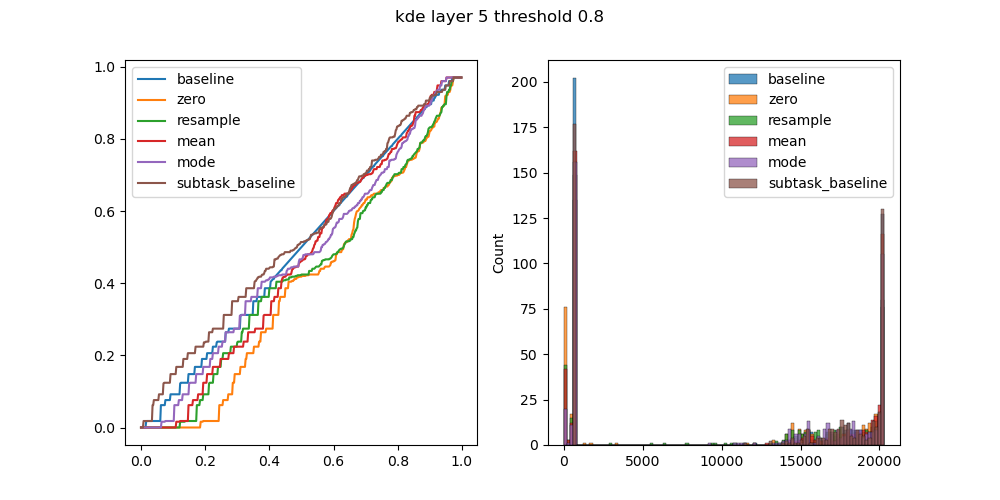 kde layer 5 threshold 0.8
1.0
0.8
0.6
0.4
0.2
0.0
0.0
0.2
0.4
0.6
0.8
1.0
baseline
zero
resample
mean
mode
subtask_baseline
Count
200
175
150
125
100
75
50
25
0
0
5000
10000
15000
20000
baseline
zero
resample
mean
mode
subtask_baseline